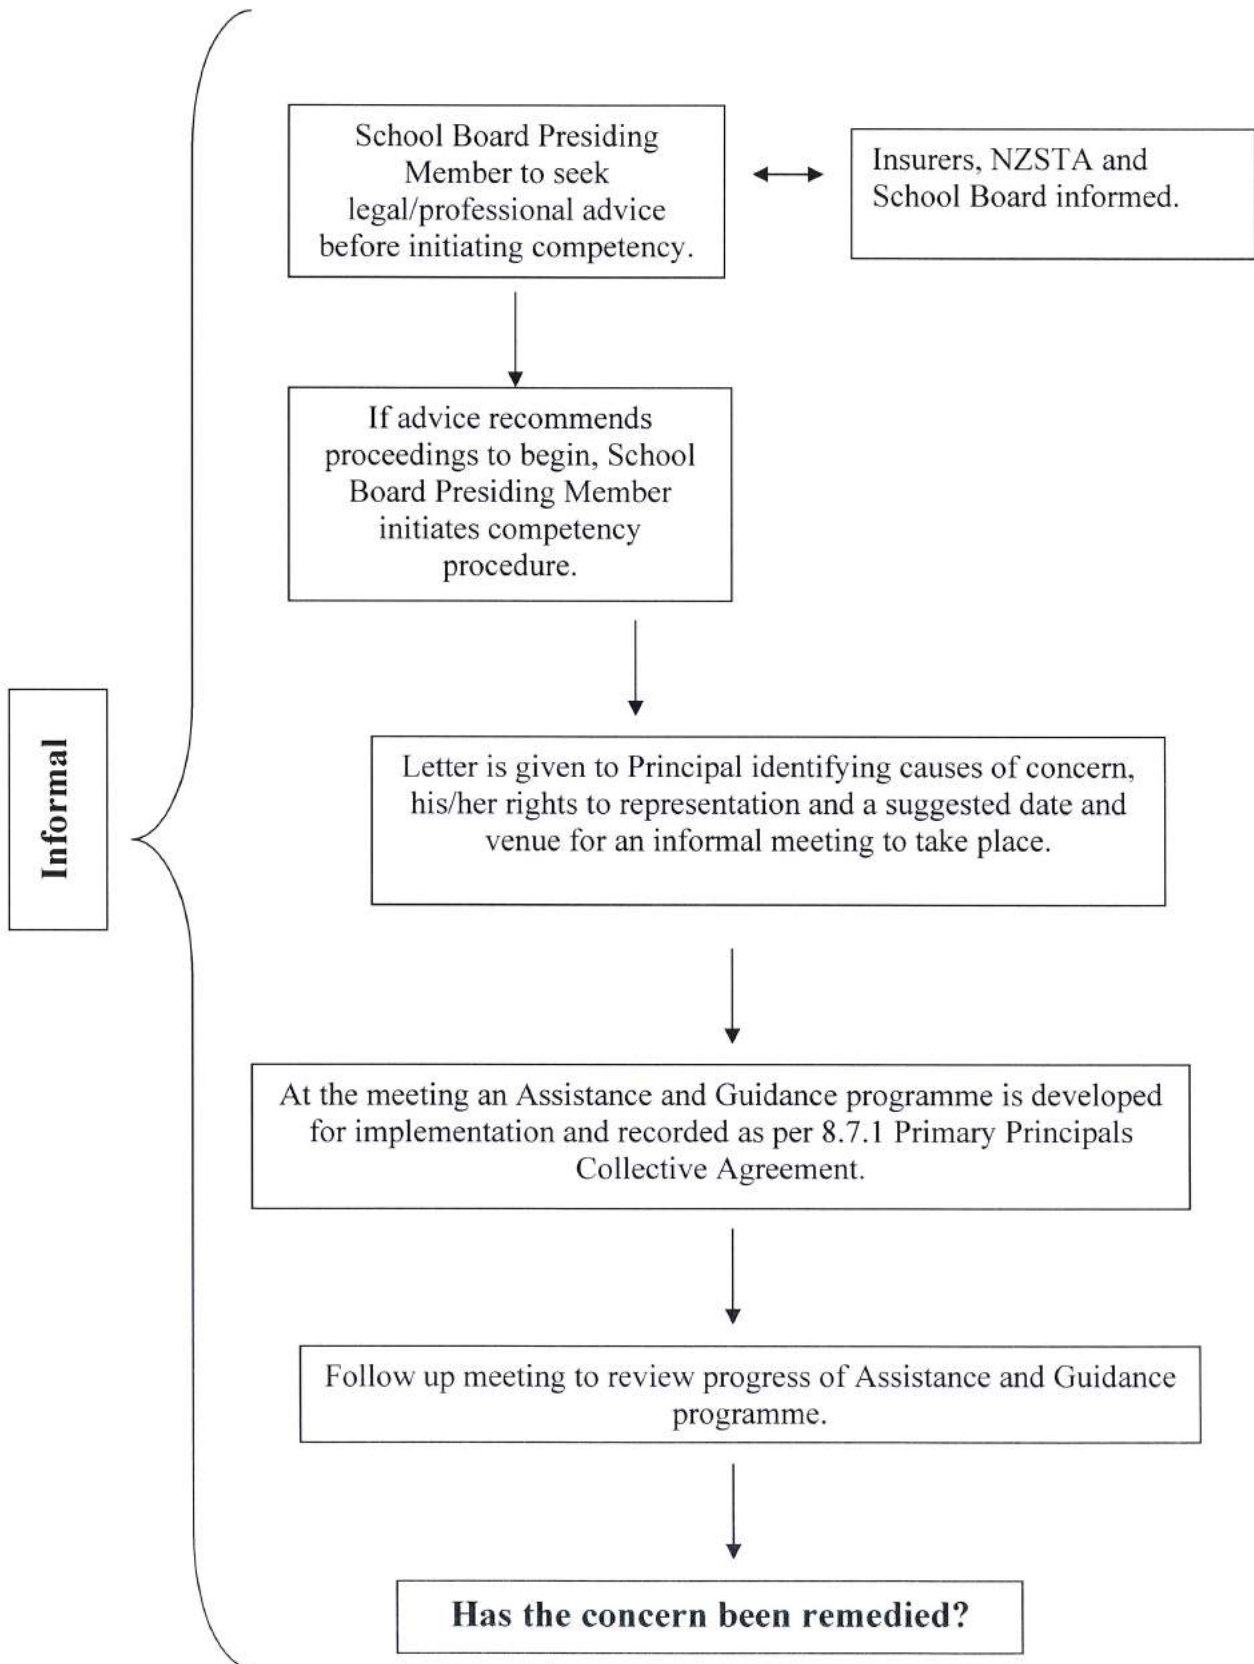 School Board Presiding
Member to seek
legal/professional advice
before initiating competency.
Insurers, NZSTA and
School Board informed.
If advice recommends
proceedings to begin, School
Board Presiding Member
initiates competency
procedure.
Informal
Letter is given to Principal identifying causes of concern,
his/her rights to representation and a suggested date and
venue for an informal meeting to take place.
At the meeting an Assistance and Guidance programme is developed
for implementation and recorded as per 8.7.1 Primary Principals
Collective Agreement.
Follow up meeting to review progress of Assistance and Guidance
programme.
Has the concern been remedied?